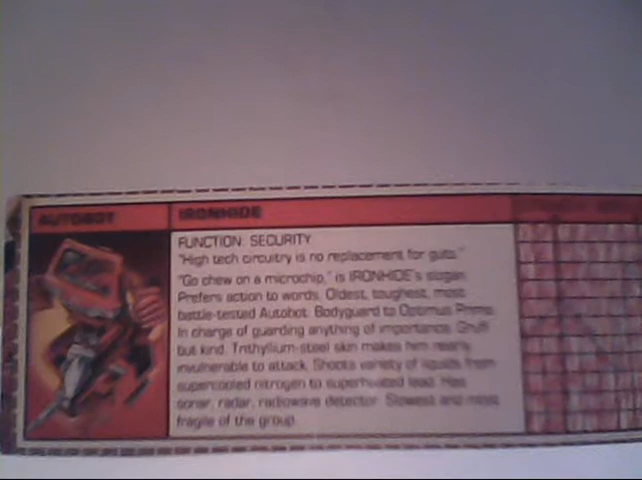 AUTOBOT
IRONHIDE
FUNCTION: SECURITY
"High tech circuitry is no replacement for guts."
"Go chew on a microchip," is IRONHIDE's slogan.
Prefers action to words. Oldest, toughest, most
battle-tested Autobot. Bodyguard to Optimus Prime.
In charge of guarding anything of importance. Gruff
but kind. Trithyllium-steel skin makes him nearly
invulnerable to attack. Shoots variety of liquids from
supercooled nitrogen to superheated lead. Has
sonar, radar, radiowave detector. Slowest and most
fragile of the group.